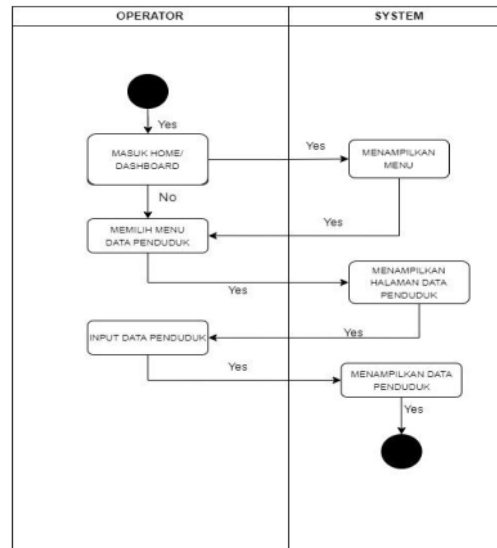 OPERATOR
SYSTEM
Yes
MASUK HOME/
DASHBOARD
Yes
MENAMPILKAN
MENU
No
Yes
MEMILIH MENU
DATA PENDUDUK
Yes
MENAMPILKAN
HALAMAN DATA
PENDUDUK
Yes
INPUT DATA PENDUDUK
Yes
MENAMPILKAN DATA
PENDUDUK
Yes